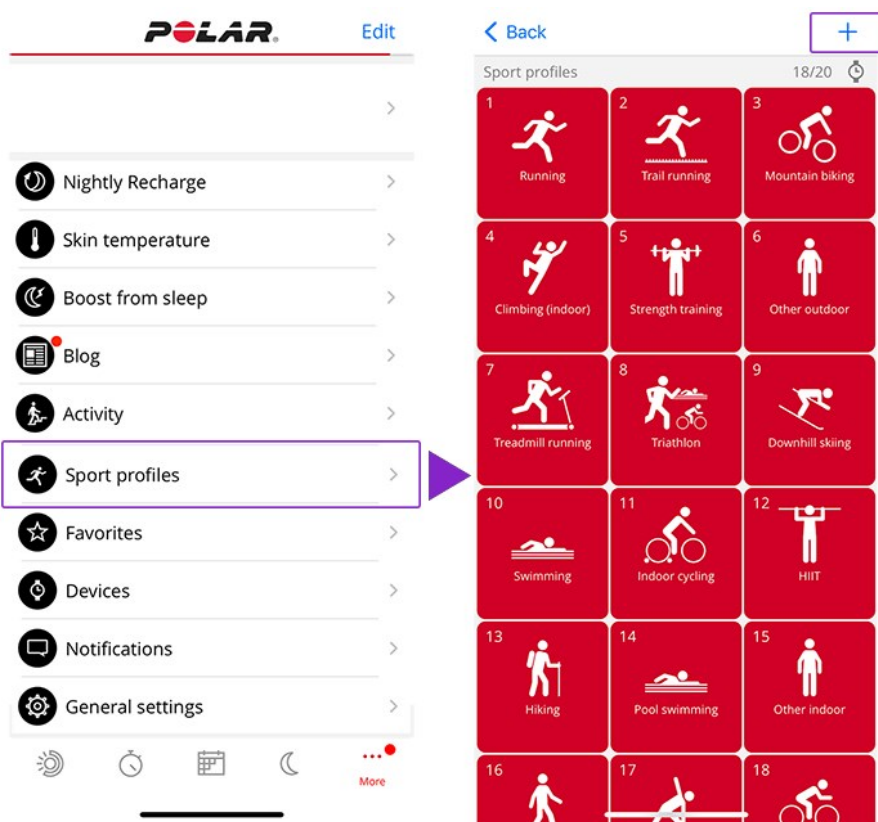 POLAR
Edit
Nightly Recharge
Skin temperature
Boost from sleep
Blog
Activity
Sport profiles
Favorites
Devices
Notifications
General settings
More
Back
+
Sport profiles 18/20
1 2 3
Running Trail running Mountain biking
4 5 6
Climbing (indoor) Strength training Other outdoor
7 8 9
Treadmill running Triathlon Downhill skiing
10 11 12
Swimming Indoor cycling HIIT
13 14 15
Hiking Pool swimming Other indoor
16 17 18